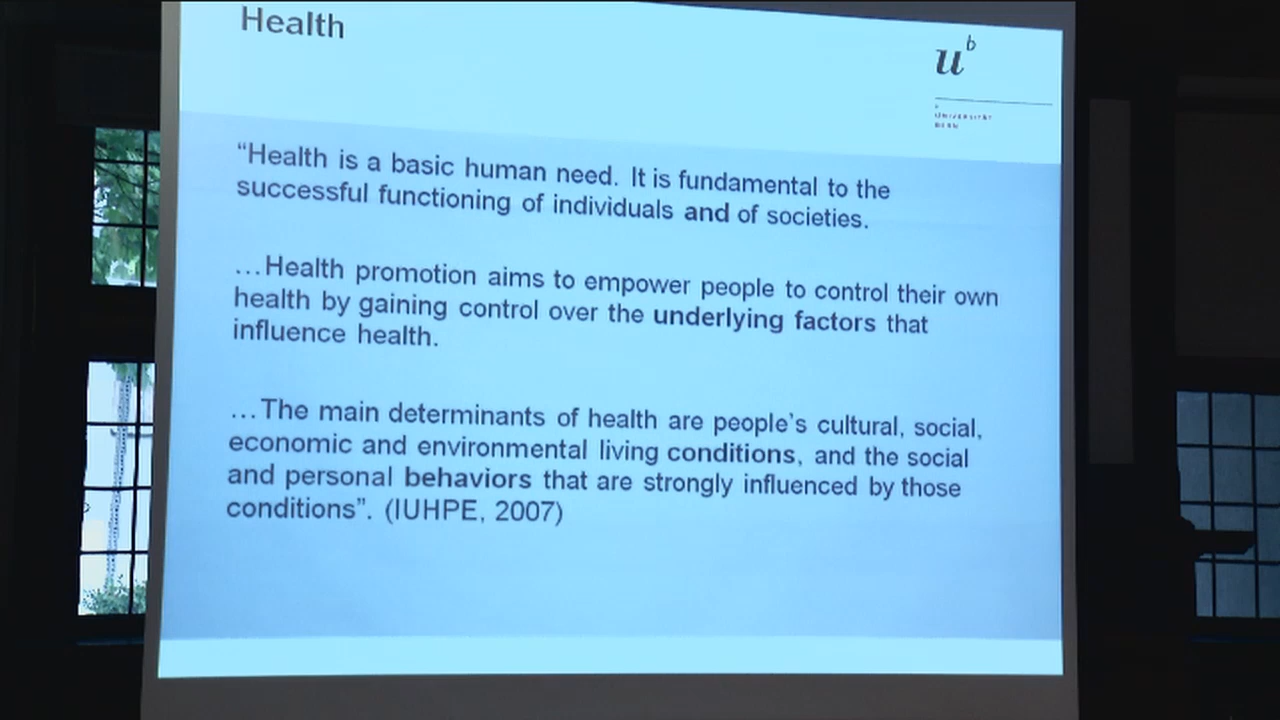 Health
u b
UNIVERSITÄT
BERN
“Health is a basic human need. It is fundamental to the
successful functioning of individuals and of societies.
…Health promotion aims to empower people to control their own
health by gaining control over the underlying factors that
influence health.
…The main determinants of health are people’s cultural, social,
economic and environmental living conditions, and the social
and personal behaviors that are strongly influenced by those
conditions”. (IUHPE, 2007)